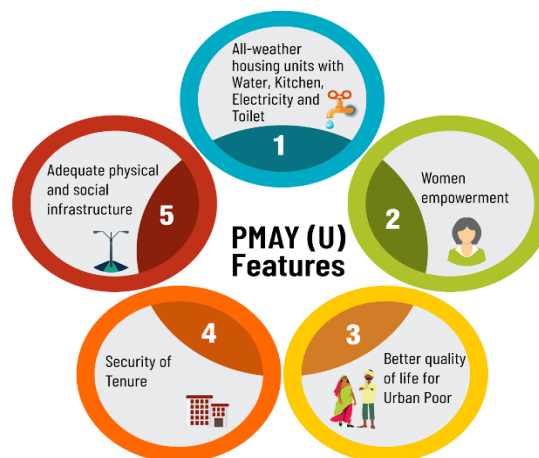 All-weather
housing units with
Water, Kitchen,
Electricity and
Toilet
1
Women
empowerment
2
Better quality
of life for
Urban Poor
3
Security of
Tenure
4
Adequate physical
and social
infrastructure
5
PMAY (U)
Features